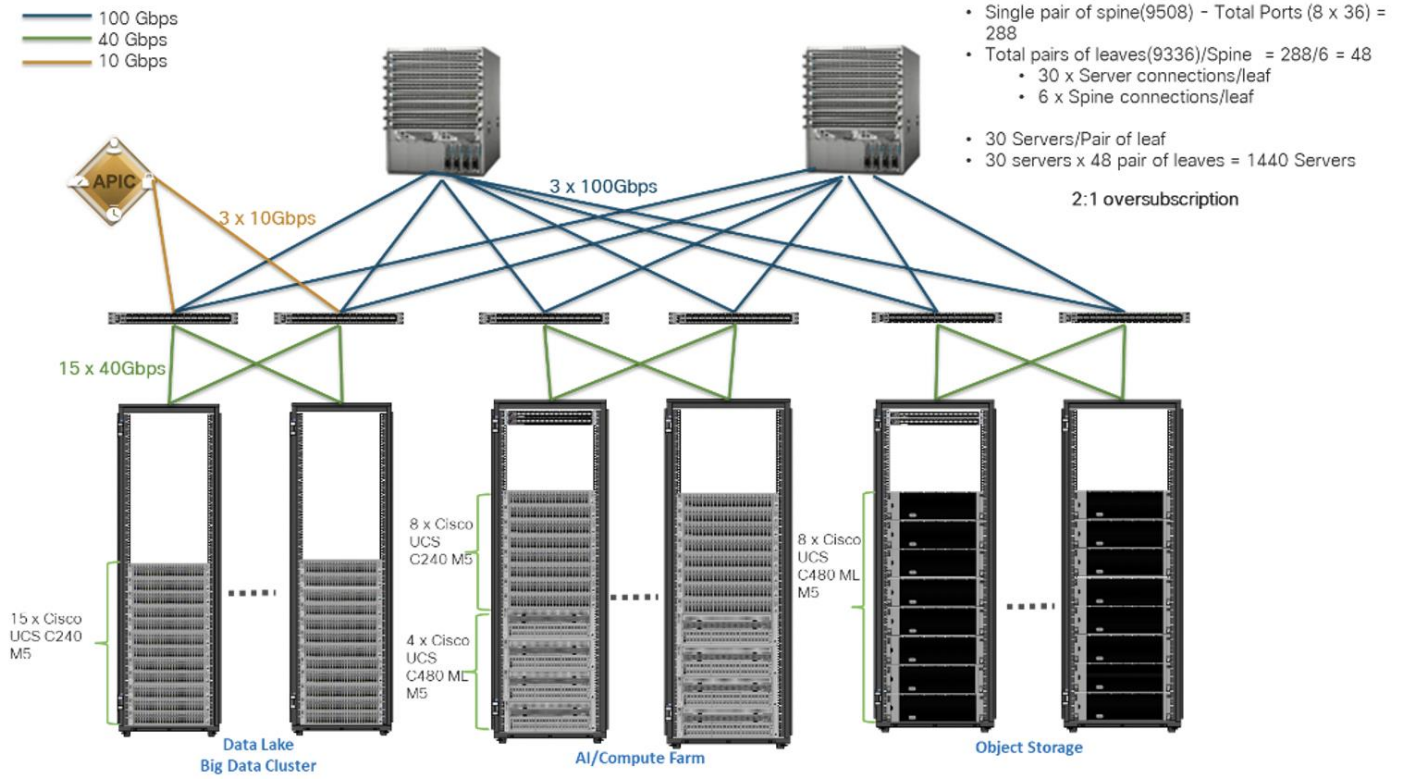 100 Gbps
40 Gbps
10 Gbps
• Single pair of spine(9508) - Total Ports (8 x 36) =
288
• Total pairs of leaves(9336)/Spine = 288/6 = 48
• 30 x Server connections/leaf
• 6 x Spine connections/leaf
• 30 Servers/Pair of leaf
• 30 servers x 48 pair of leaves = 1440 Servers
2:1 oversubscription
APIC
3 x 100Gbps
3 x 10Gbps
15 x 40Gbps
15 x Cisco
UCS C240
M5
8 x Cisco
UCS
C240 M5
4 x Cisco
UCS
C480 ML
M5
8 x Cisco
UCS
C480 ML
M5
Data Lake
Big Data Cluster
AI/Compute Farm
Object Storage